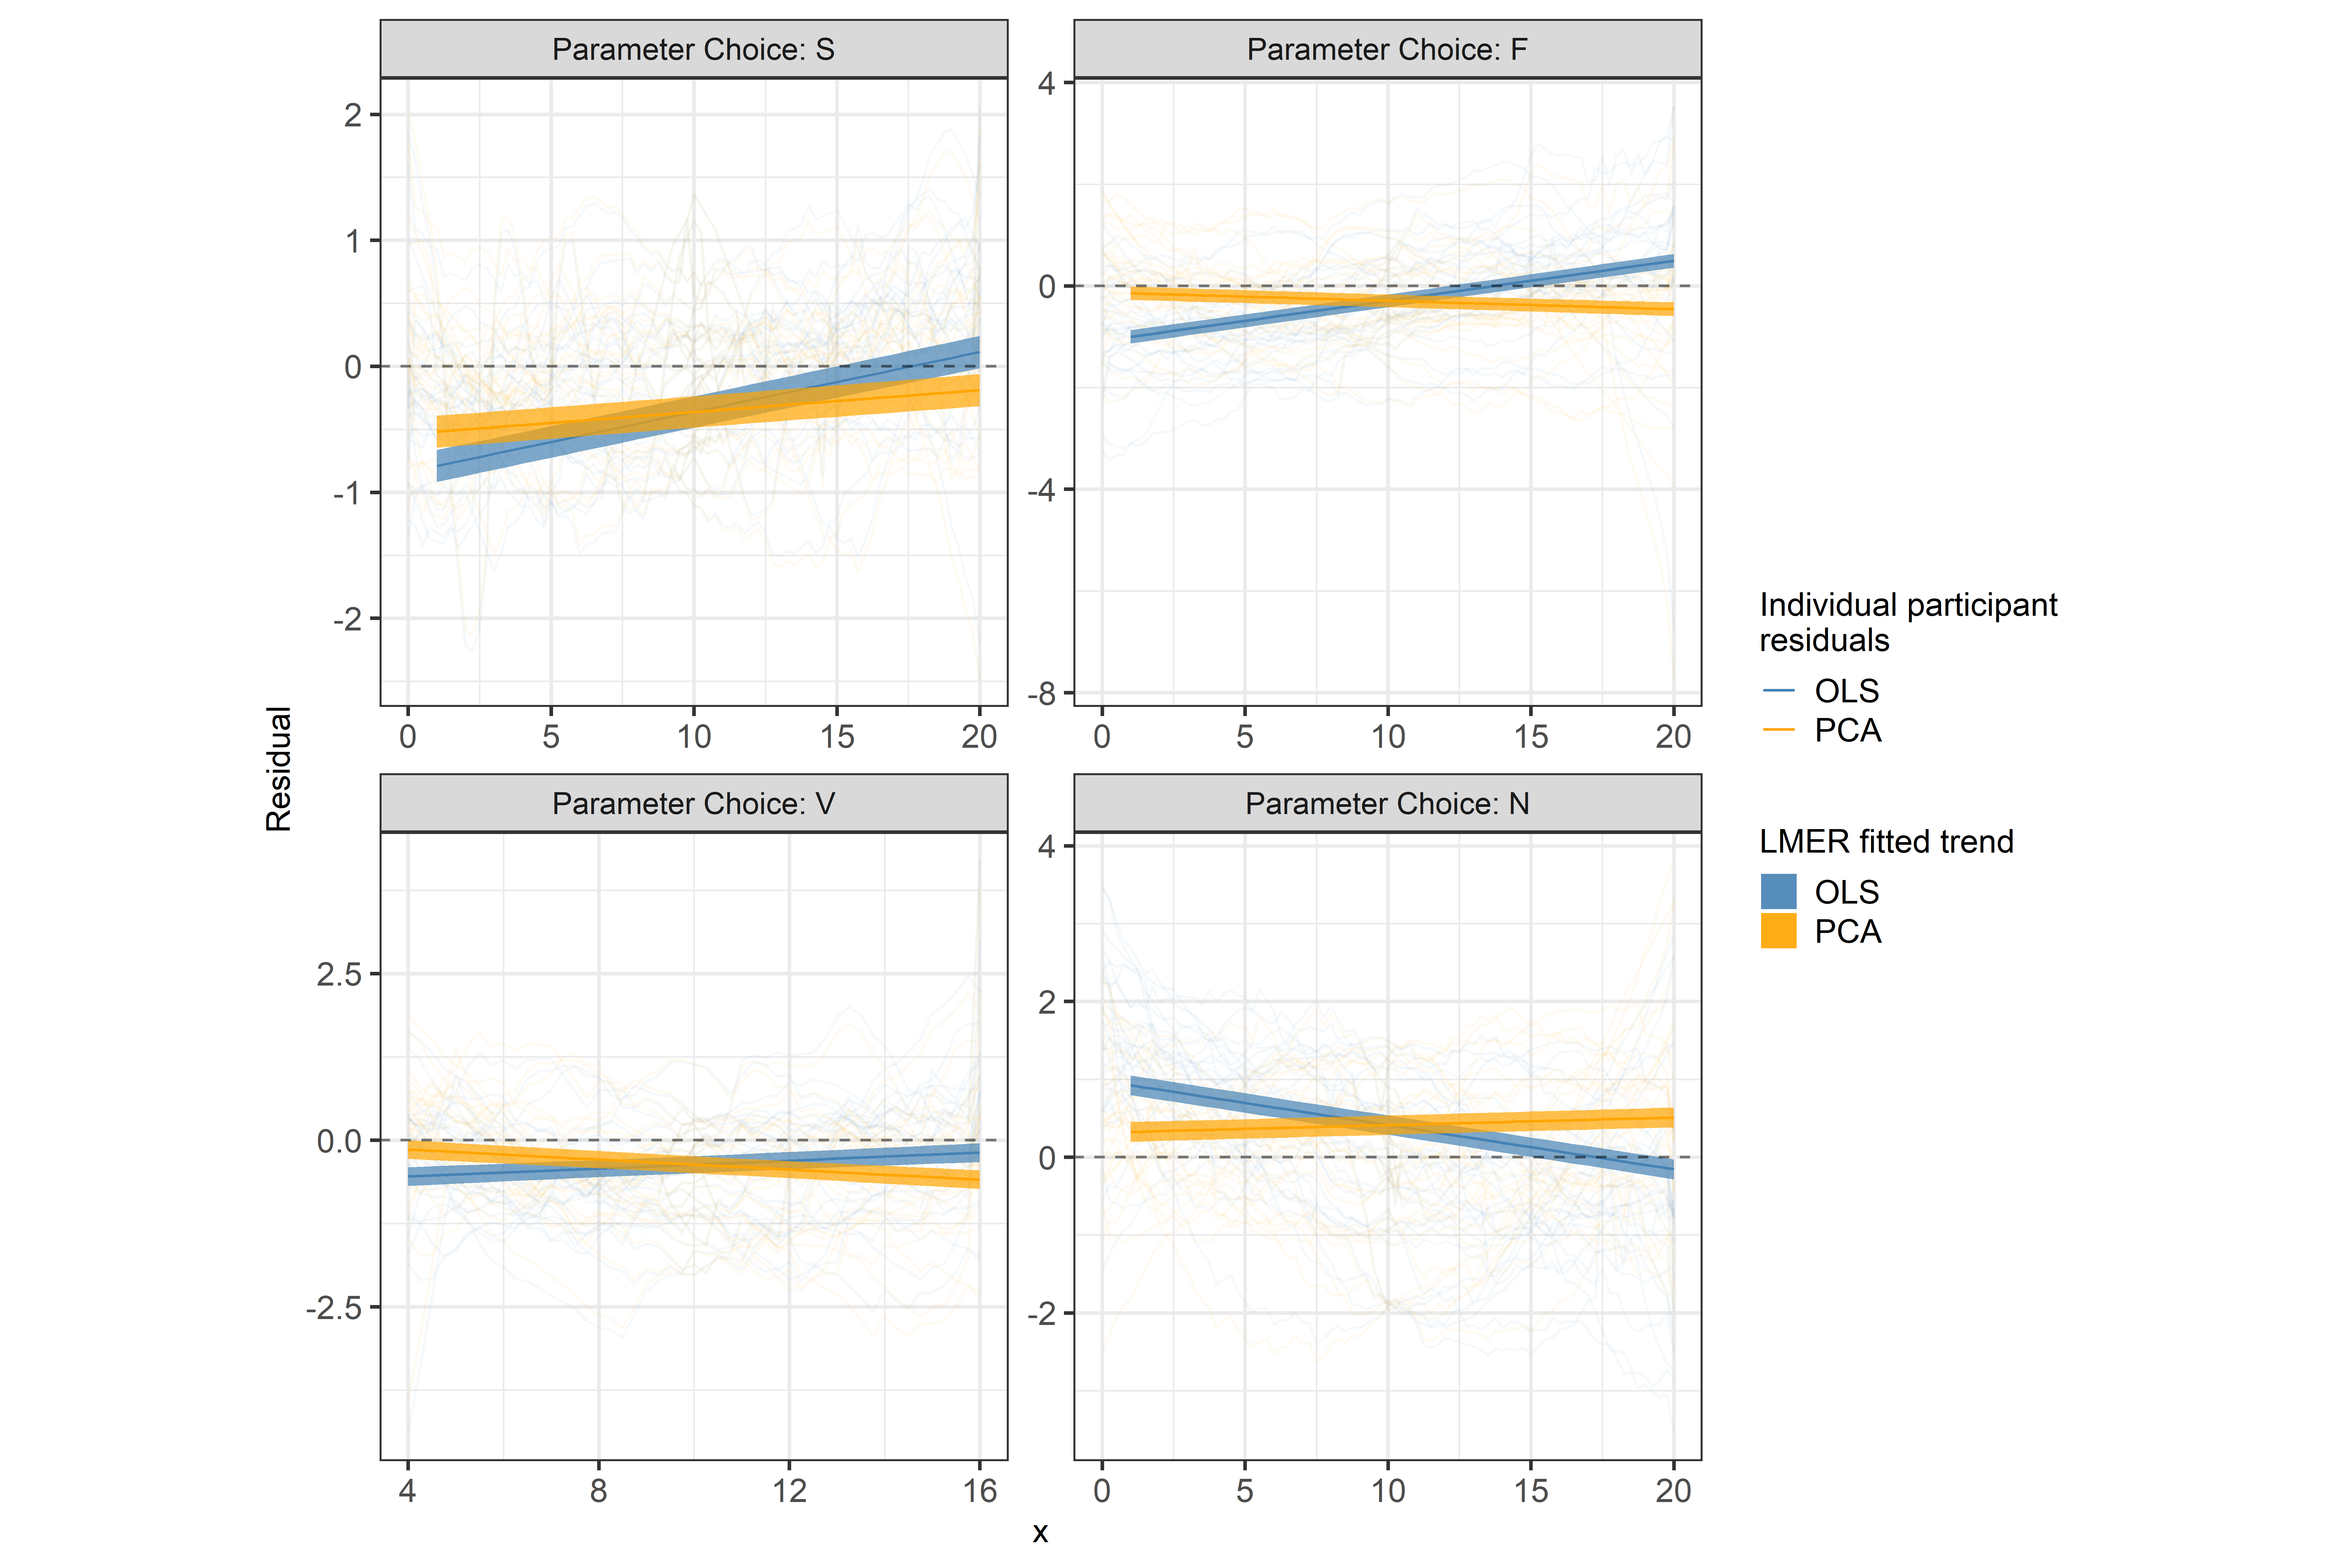 Parameter Choice: S
Parameter Choice: F
2
1
0
-1
-2
0 5 10 15 20
4
0
-4
-8
0 5 10 15 20
Residual
Parameter Choice: V
Parameter Choice: N
2.5
0.0
-2.5
4 8 12 16
4
2
0
-2
0 5 10 15 20
x
Individual participant
residuals
OLS
PCA
LMER fitted trend
OLS
PCA